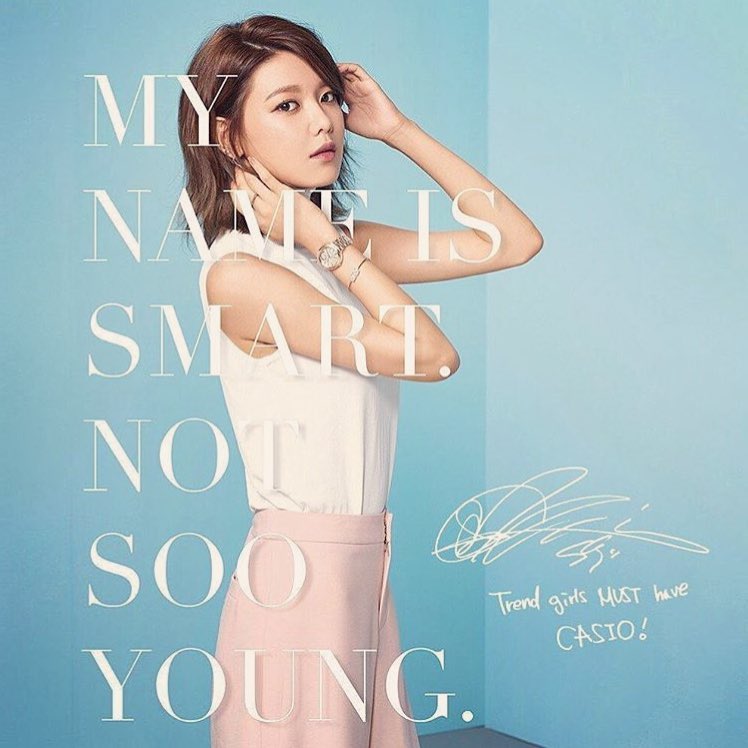 MY
NAME IS
SMART.
NOT
SOO
YOUNG.
Trend girls MUST have
CASIO!